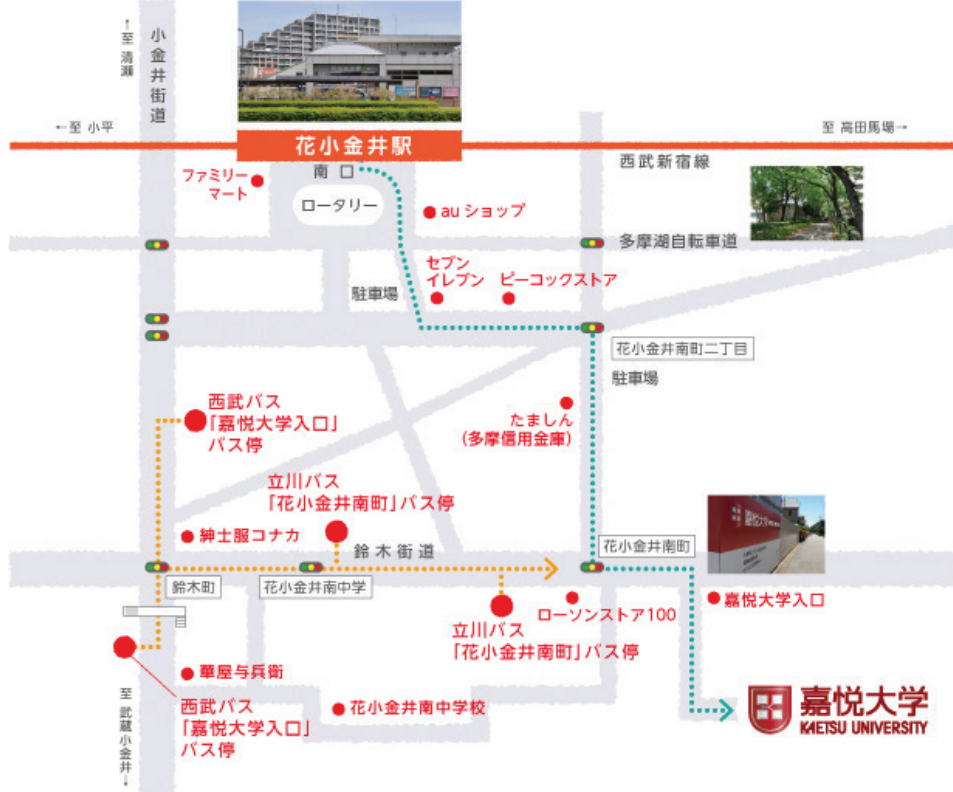 ←至 清瀬
小金井街道
←至 小平
花小金井駅
至 高田馬場→
西武新宿線
南口
ファミリー
マート
ロータリー
auショップ
多摩湖自転車道
セブン
イレブン
ピーコックストア
駐車場
花小金井南町二丁目
駐車場
西武バス
「嘉悦大学入口」
バス停
たましん
(多摩信用金庫)
立川バス
「花小金井南町」バス停
紳士服コナカ
鈴木街道
花小金井南町
嘉悦大学
鈴木町
花小金井南中学
ローソンストア100
嘉悦大学入口
立川バス
「花小金井南町」バス停
華屋与兵衛
西武バス
「嘉悦大学入口」
バス停
花小金井南中学校
嘉悦大学
KAETSU UNIVERSITY
至 武蔵小金井→